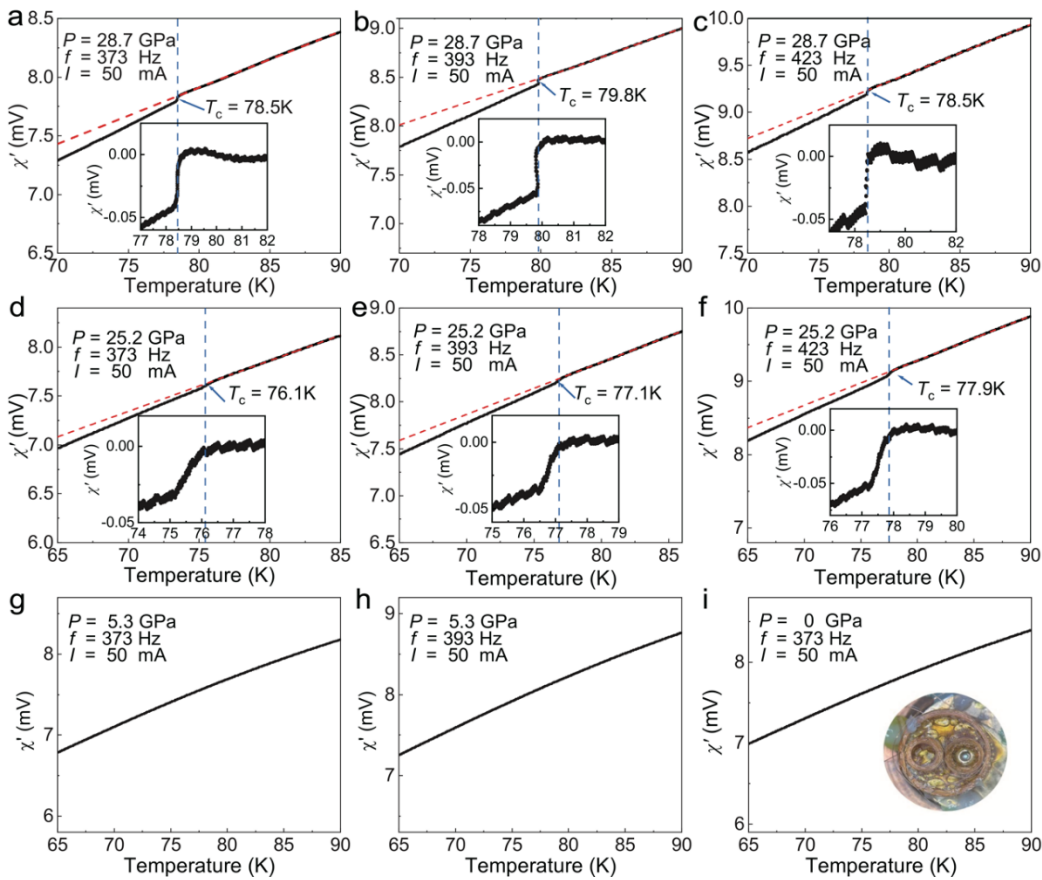 a
P = 28.7 GPa
f = 373 Hz
I = 50 mA
Tc = 78.5K
χ′ (mV)
8.5
8.0
7.5
7.0
6.5
70 75 80 85 90
Temperature (K)
χ′ (mV)
0.00
-0.05
77 78 79 80 81 82
b
P = 28.7 GPa
f = 393 Hz
I = 50 mA
Tc = 79.8K
χ′ (mV)
9.0
8.5
8.0
7.5
7.0
70 75 80 85 90
Temperature (K)
χ′ (mV)
0.00
-0.05
78 79 80 81 82
c
P = 28.7 GPa
f = 423 Hz
I = 50 mA
Tc = 78.5K
χ′ (mV)
10.0
9.5
9.0
8.5
8.0
7.5
70 75 80 85 90
Temperature (K)
χ′ (mV)
0.00
-0.05
78 80 82
d
P = 25.2 GPa
f = 373 Hz
I = 50 mA
Tc = 76.1K
χ′ (mV)
8.0
7.5
7.0
6.5
6.0
65 70 75 80 85
Temperature (K)
χ′ (mV)
0.00
-0.05
74 75 76 77 78
e
P = 25.2 GPa
f = 393 Hz
I = 50 mA
Tc = 77.1K
χ′ (mV)
9.0
8.5
8.0
7.5
7.0
6.5
65 70 75 80 85
Temperature (K)
χ′ (mV)
0.00
-0.05
75 76 77 78 79
f
P = 25.2 GPa
f = 423 Hz
I = 50 mA
Tc = 77.9K
χ′ (mV)
10
9
8
7
65 70 75 80 85 90
Temperature (K)
χ′ (mV)
0.00
-0.05
76 77 78 79 80
g
P = 5.3 GPa
f = 373 Hz
I = 50 mA
χ′ (mV)
8
7
6
65 70 75 80 85 90
Temperature (K)
h
P = 5.3 GPa
f = 393 Hz
I = 50 mA
χ′ (mV)
9
8
7
6
65 70 75 80 85 90
Temperature (K)
i
P = 0 GPa
f = 373 Hz
I = 50 mA
χ′ (mV)
8
7
6
65 70 75 80 85 90
Temperature (K)